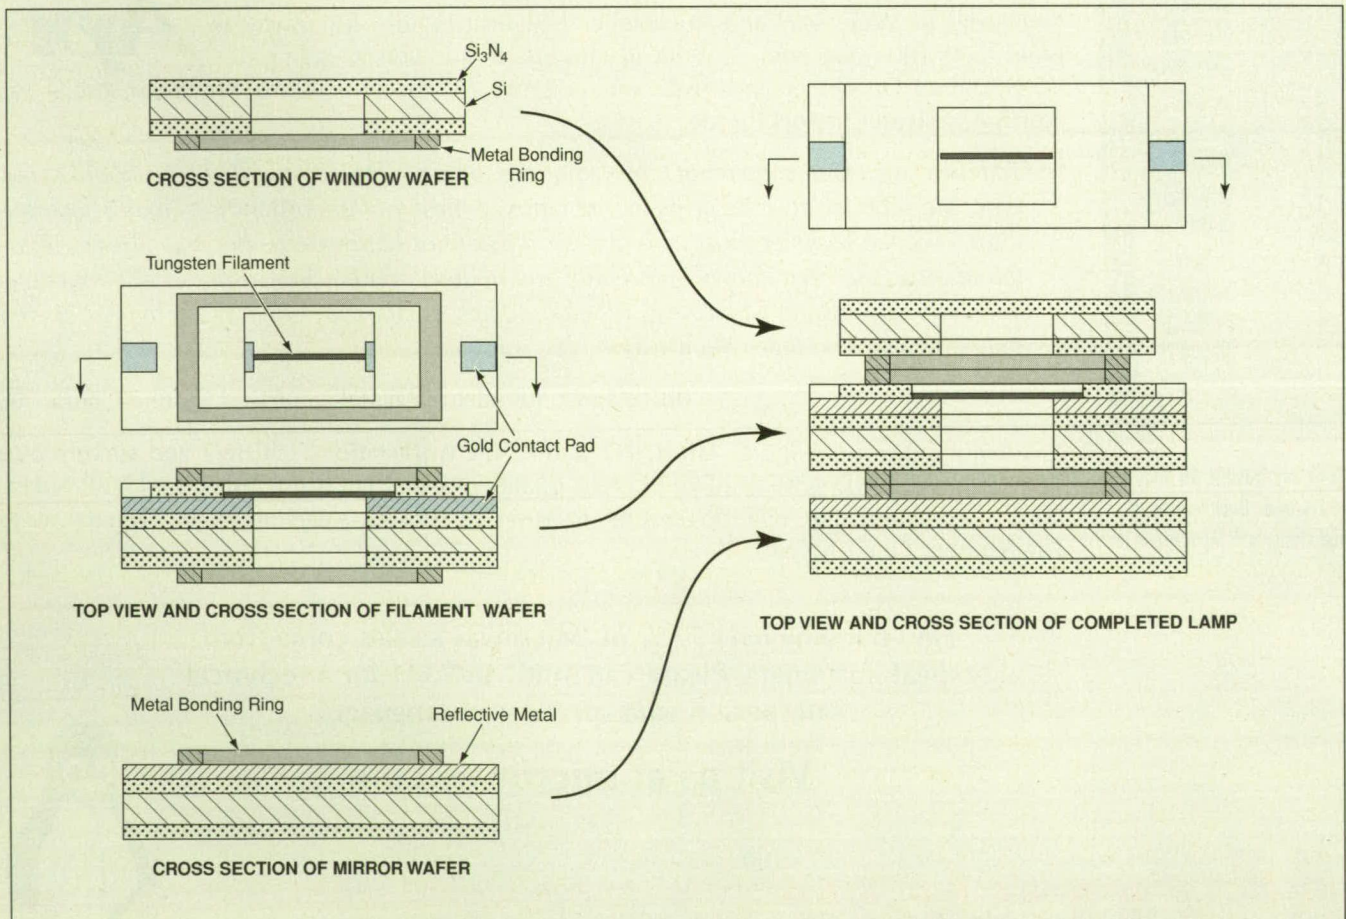 Si₃N₄
Si
Metal Bonding
Ring
CROSS SECTION OF WINDOW WAFER
Tungsten Filament
Gold Contact Pad
TOP VIEW AND CROSS SECTION OF FILAMENT WAFER
TOP VIEW AND CROSS SECTION OF COMPLETED LAMP
Metal Bonding Ring
Reflective Metal
CROSS SECTION OF MIRROR WAFER